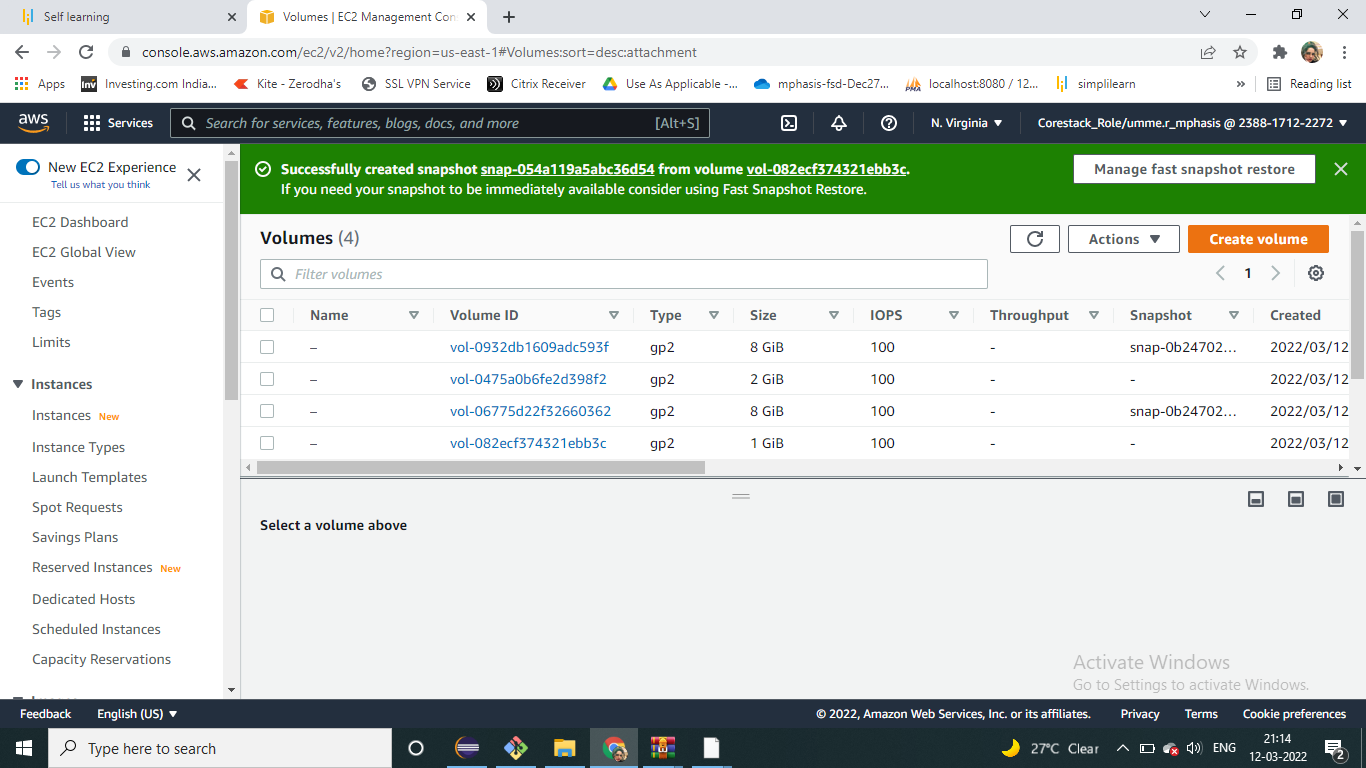 Self learning
Volumes | EC2 Management Con
console.aws.amazon.com/ec2/v2/home?region=us-east-1#Volumes:sort=desc:attachment
Apps Investing.com India... Kite - Zerodha's SSL VPN Service Citrix Receiver Use As Applicable -... mphasis-fsd-Dec27... localhost:8080 / 12... simplilearn » Reading list
aws Services Search for services, features, blogs, docs, and more [Alt+S] N. Virginia Corestack_Role/umme.r_mphasis @ 2388-1712-2272
New EC2 Experience
Tell us what you think
EC2 Dashboard
EC2 Global View
Events
Tags
Limits
Instances
Instances New
Instance Types
Launch Templates
Spot Requests
Savings Plans
Reserved Instances New
Dedicated Hosts
Scheduled Instances
Capacity Reservations
Successfully created snapshot snap-054a119a5abc36d54 from volume vol-082ecf374321ebb3c.
If you need your snapshot to be immediately available consider using Fast Snapshot Restore.
Manage fast snapshot restore
Volumes (4)
Actions
Create volume
Filter volumes
1
Name Volume ID Type Size IOPS Throughput Snapshot Created
– vol-0932db1609adc593f gp2 8 GiB 100 - snap-0b24702... 2022/03/12
– vol-0475a0b6fe2d398f2 gp2 2 GiB 100 - - 2022/03/12
– vol-06775d22f32660362 gp2 8 GiB 100 - snap-0b24702... 2022/03/12
– vol-082ecf374321ebb3c gp2 1 GiB 100 - - 2022/03/12
Select a volume above
Activate Windows
Go to Settings to activate Windows.
Feedback English (US) © 2022, Amazon Web Services, Inc. or its affiliates. Privacy Terms Cookie preferences
Type here to search
27°C Clear
ENG
21:14
12-03-2022
2